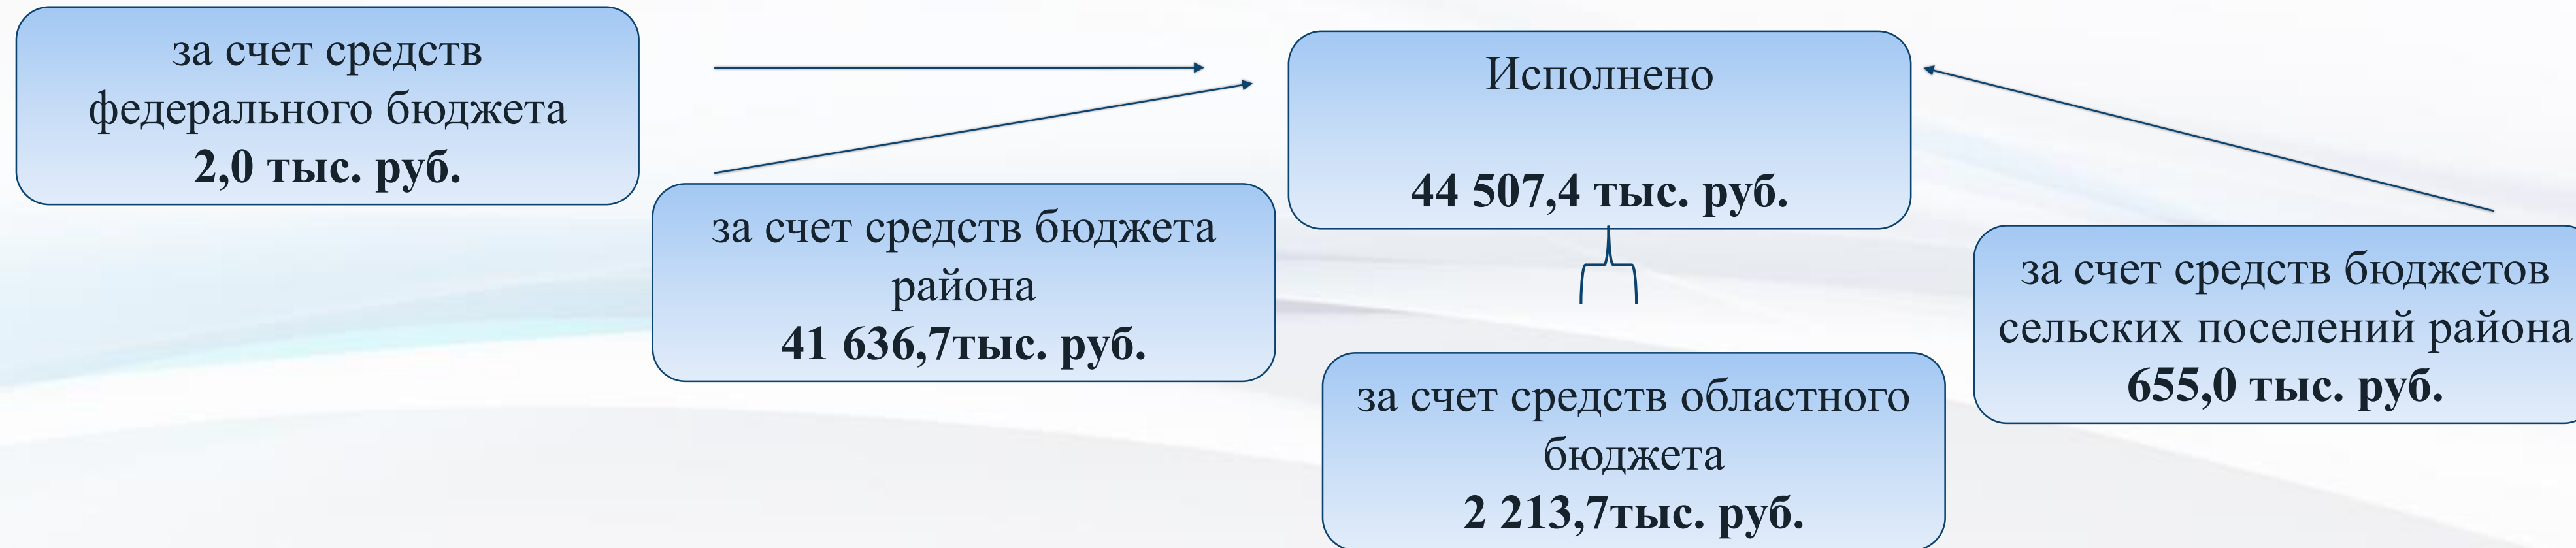 за счет средств
федерального бюджета
2,0 тыс. руб.
за счет средств бюджета
района
41 636,7тыс. руб.
Исполнено
44 507,4 тыс. руб.
за счет средств областного
бюджета
2 213,7тыс. руб.
за счет средств бюджетов
сельских поселений района
655,0 тыс. руб.